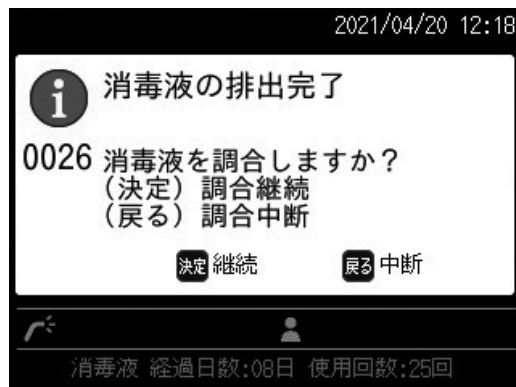 2021/04/20 12:18
消毒液の排出完了
0026 消毒液を調合しますか?
(決定) 調合継続
(戻る) 調合中断
決定 継続 戻る 中断
消毒液 経過日数:08日 使用回数:25回